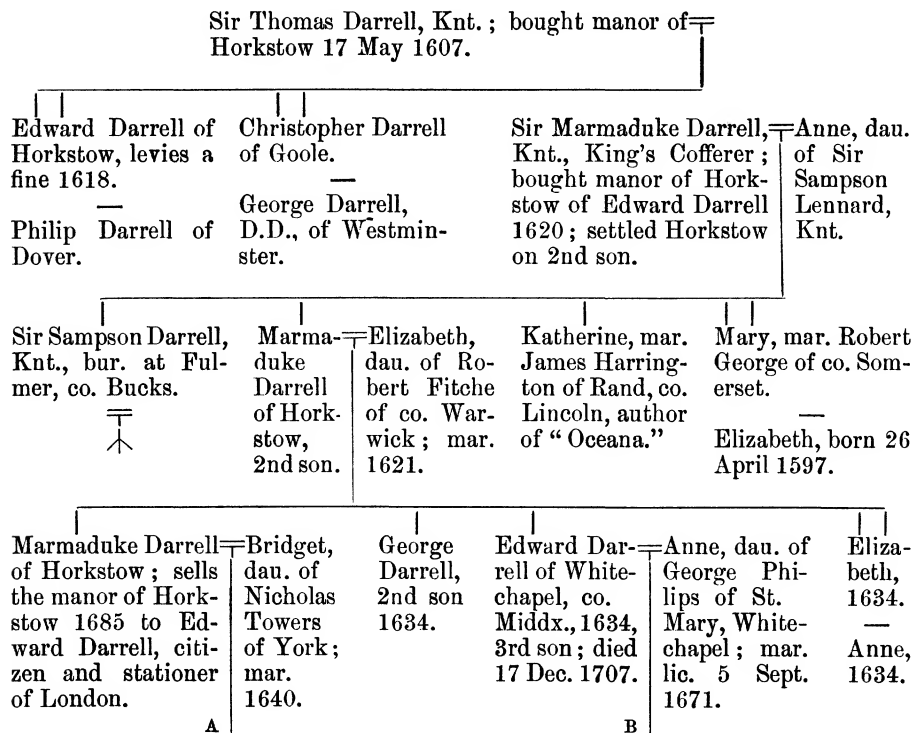 Sir Thomas Darrell, Knt. ; bought manor of
Horkstow 17 May 1607.
Edward Darrell of
Horkstow, levies a
fine 1618.
—
Philip Darrell of
Dover.
Christopher Darrell
of Goole.
—
George Darrell,
D.D., of Westmin-
ster.
Sir Marmaduke Darrell,
Knt., King's Cofferer ;
bought manor of Hork-
stow of Edward Darrell
1620 ; settled Horkstow
on 2nd son.
Anne, dau.
of Sir
Sampson
Lennard,
Knt.
Sir Sampson Darrell,
Knt., bur. at Ful-
mer, co. Bucks.
Marma-
duke
Darrell
of Hork-
stow,
2nd son.
Elizabeth,
dau. of Ro-
bert Fitche
of co. War-
wick ; mar.
1621.
Katherine, mar.
James Harring-
ton of Rand, co.
Lincoln, author
of “ Oceana.”
Mary, mar. Robert
George of co. Som-
erset.
—
Elizabeth, born 26
April 1597.
Marmaduke Darrell
of Horkstow ; sells
the manor of Hork-
stow 1685 to Ed-
ward Darrell, citi-
zen and stationer
of London.
Bridget,
dau. of
Nicholas
Towers
of York ;
mar.
1640.
A
George
Darrell,
2nd son
1634.
Edward Dar-
rell of White-
chapel, co.
Middx., 1634,
3rd son ; died
17 Dec. 1707.
Anne, dau. of
George Phi-
lips of St.
Mary, White-
chapel ; mar.
lic. 5 Sept.
1671.
B
Eliza-
beth,
1634.
—
Anne,
1634.